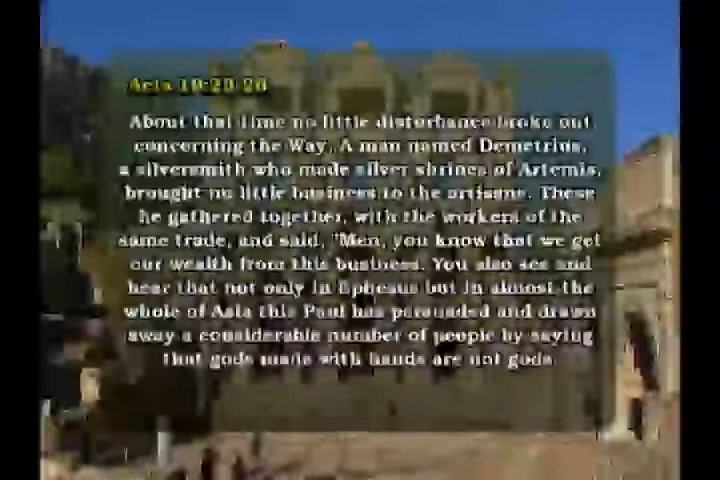 Acts 19:23-26
About that time no little disturbance broke out
concerning the Way. A man named Demetrius,
a silversmith who made silver shrines of Artemis,
brought no little business to the artisans. These
he gathered together, with the workers of the
same trade, and said, "Men, you know that we get
our wealth from this business. You also see and
hear that not only in Ephesus but in almost the
whole of Asia this Paul has persuaded and drawn
away a considerable number of people by saying
that gods made with hands are not gods.